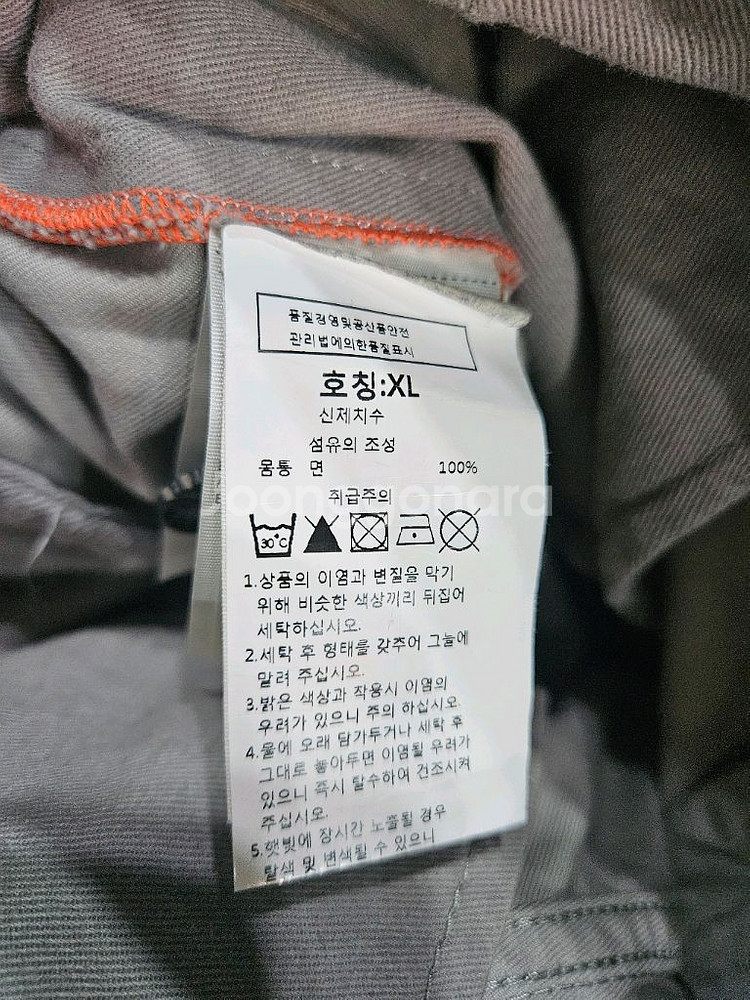 품질경영및공산품안전
관리법에의한품질표시
호칭:XL
신체치수
섬유의 조성
몸통 면 100%
취급주의
30°C
1.상품의 이염과 변질을 막기
위해 비슷한 색상끼리 뒤집어
세탁하십시오.
2.세탁 후 형태를 갖추어 그늘에
말려 주십시오.
3.밝은 색상과 착용시 이염의
우려가 있으니 주의 하십시오.
4.물에 오래 담가두거나 세탁 후
그대로 놓아두면 이염될 우려가
있으니 즉시 탈수하여 건조시켜
주십시오.
5.햇빛에 장시간 노출될 경우
탈색 및 변색될 수 있으니